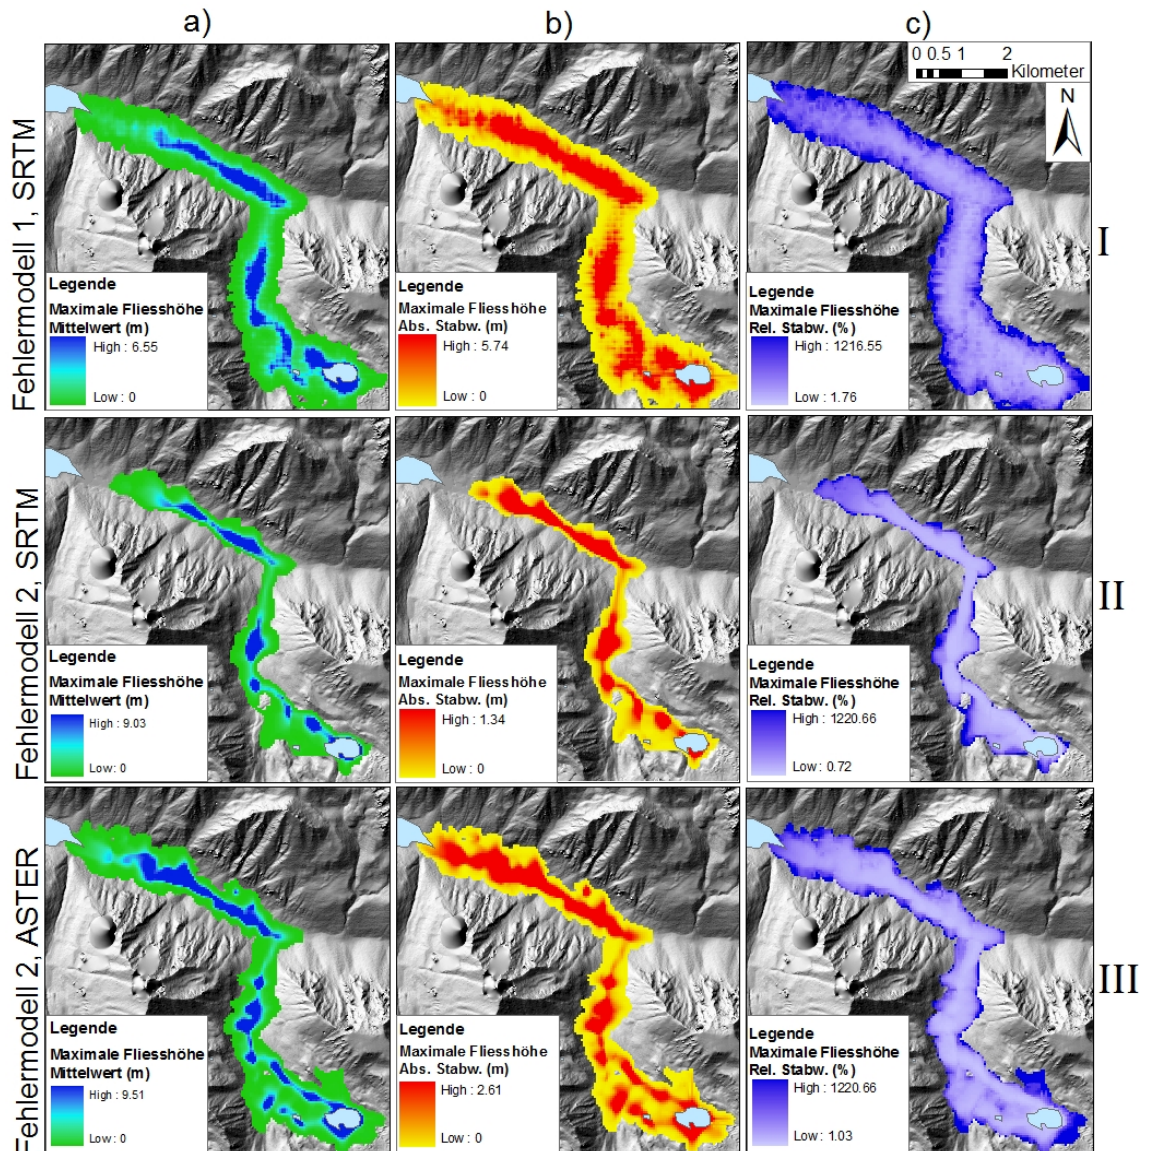 a)
b)
c)
0 0.5 1 2
Kilometer
N
Fehlermodell 1, SRTM
Legende
Maximale Fliesshöhe
Mittelwert (m)
High : 6.55
Low : 0
Legende
Maximale Fliesshöhe
Abs. Stabw. (m)
High : 5.74
Low : 0
Legende
Maximale Fliesshöhe
Rel. Stabw. (%)
High : 1216.55
Low : 1.76
I
Fehlermodell 2, SRTM
Legende
Maximale Fliesshöhe
Mittelwert (m)
High : 9.03
Low : 0
Legende
Maximale Fliesshöhe
Abs. Stabw. (m)
High : 1.34
Low : 0
Legende
Maximale Fliesshöhe
Rel. Stabw. (%)
High : 1220.66
Low : 0.72
II
Fehlermodell 2, ASTER
Legende
Maximale Fliesshöhe
Mittelwert (m)
High : 9.51
Low : 0
Legende
Maximale Fliesshöhe
Abs. Stabw. (m)
High : 2.61
Low : 0
Legende
Maximale Fliesshöhe
Rel. Stabw. (%)
High : 1220.66
Low : 1.03
III